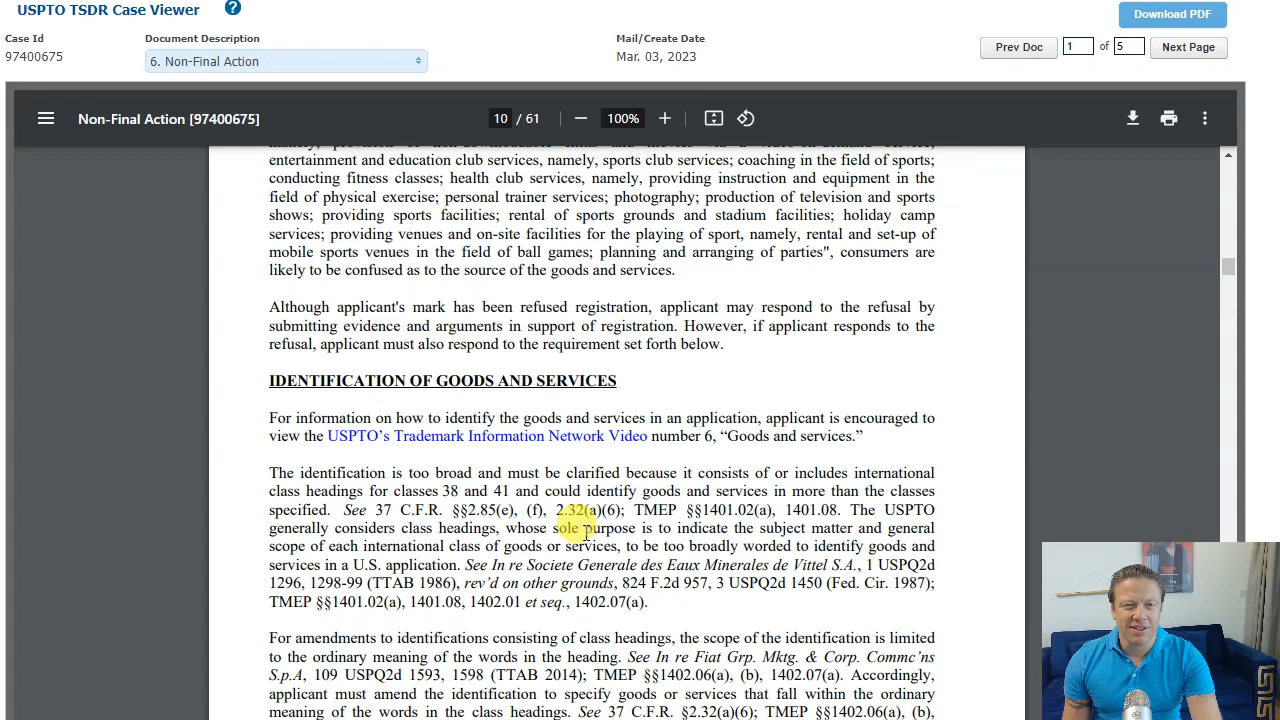 USPTO TSDR Case Viewer ?
Download PDF
Case Id
Document Description
Mail/Create Date
97400675
6. Non-Final Action
Mar. 03, 2023
Prev Doc 1 of 5 Next Page
Non-Final Action [97400675]
10 / 61
100%
namely, provision of non-downloadable films and movies via a video-on-demand service;
entertainment and education club services, namely, sports club services; coaching in the field of sports;
conducting fitness classes; health club services, namely, providing instruction and equipment in the
field of physical exercise; personal trainer services; photography; production of television and sports
shows; providing sports facilities; rental of sports grounds and stadium facilities; holiday camp
services; providing venues and on-site facilities for the playing of sport, namely, rental and set-up of
mobile sports venues in the field of ball games; planning and arranging of parties", consumers are
likely to be confused as to the source of the goods and services.
Although applicant's mark has been refused registration, applicant may respond to the refusal by
submitting evidence and arguments in support of registration. However, if applicant responds to the
refusal, applicant must also respond to the requirement set forth below.
IDENTIFICATION OF GOODS AND SERVICES
For information on how to identify the goods and services in an application, applicant is encouraged to
view the USPTO’s Trademark Information Network Video number 6, “Goods and services.”
The identification is too broad and must be clarified because it consists of or includes international
class headings for classes 38 and 41 and could identify goods and services in more than the classes
specified. See 37 C.F.R. §§2.85(e), (f), 2.32(a)(6); TMEP §§1401.02(a), 1401.08. The USPTO
generally considers class headings, whose sole purpose is to indicate the subject matter and general
scope of each international class of goods or services, to be too broadly worded to identify goods and
services in a U.S. application. See In re Societe Generale des Eaux Minerales de Vittel S.A., 1 USPQ2d
1296, 1298-99 (TTAB 1986), rev’d on other grounds, 824 F.2d 957, 3 USPQ2d 1450 (Fed. Cir. 1987);
TMEP §§1401.02(a), 1401.08, 1402.01 et seq., 1402.07(a).
For amendments to identifications consisting of class headings, the scope of the identification is limited
to the ordinary meaning of the words in the heading. See In re Fiat Grp. Mktg. & Corp. Commc’ns
S.p.A, 109 USPQ2d 1593, 1598 (TTAB 2014); TMEP §§1402.06(a), (b), 1402.07(a). Accordingly,
applicant must amend the identification to specify goods or services that fall within the ordinary
meaning of the words in the class headings. See 37 C.F.R. §2.32(a)(6); TMEP §§1402.06(a), (b),